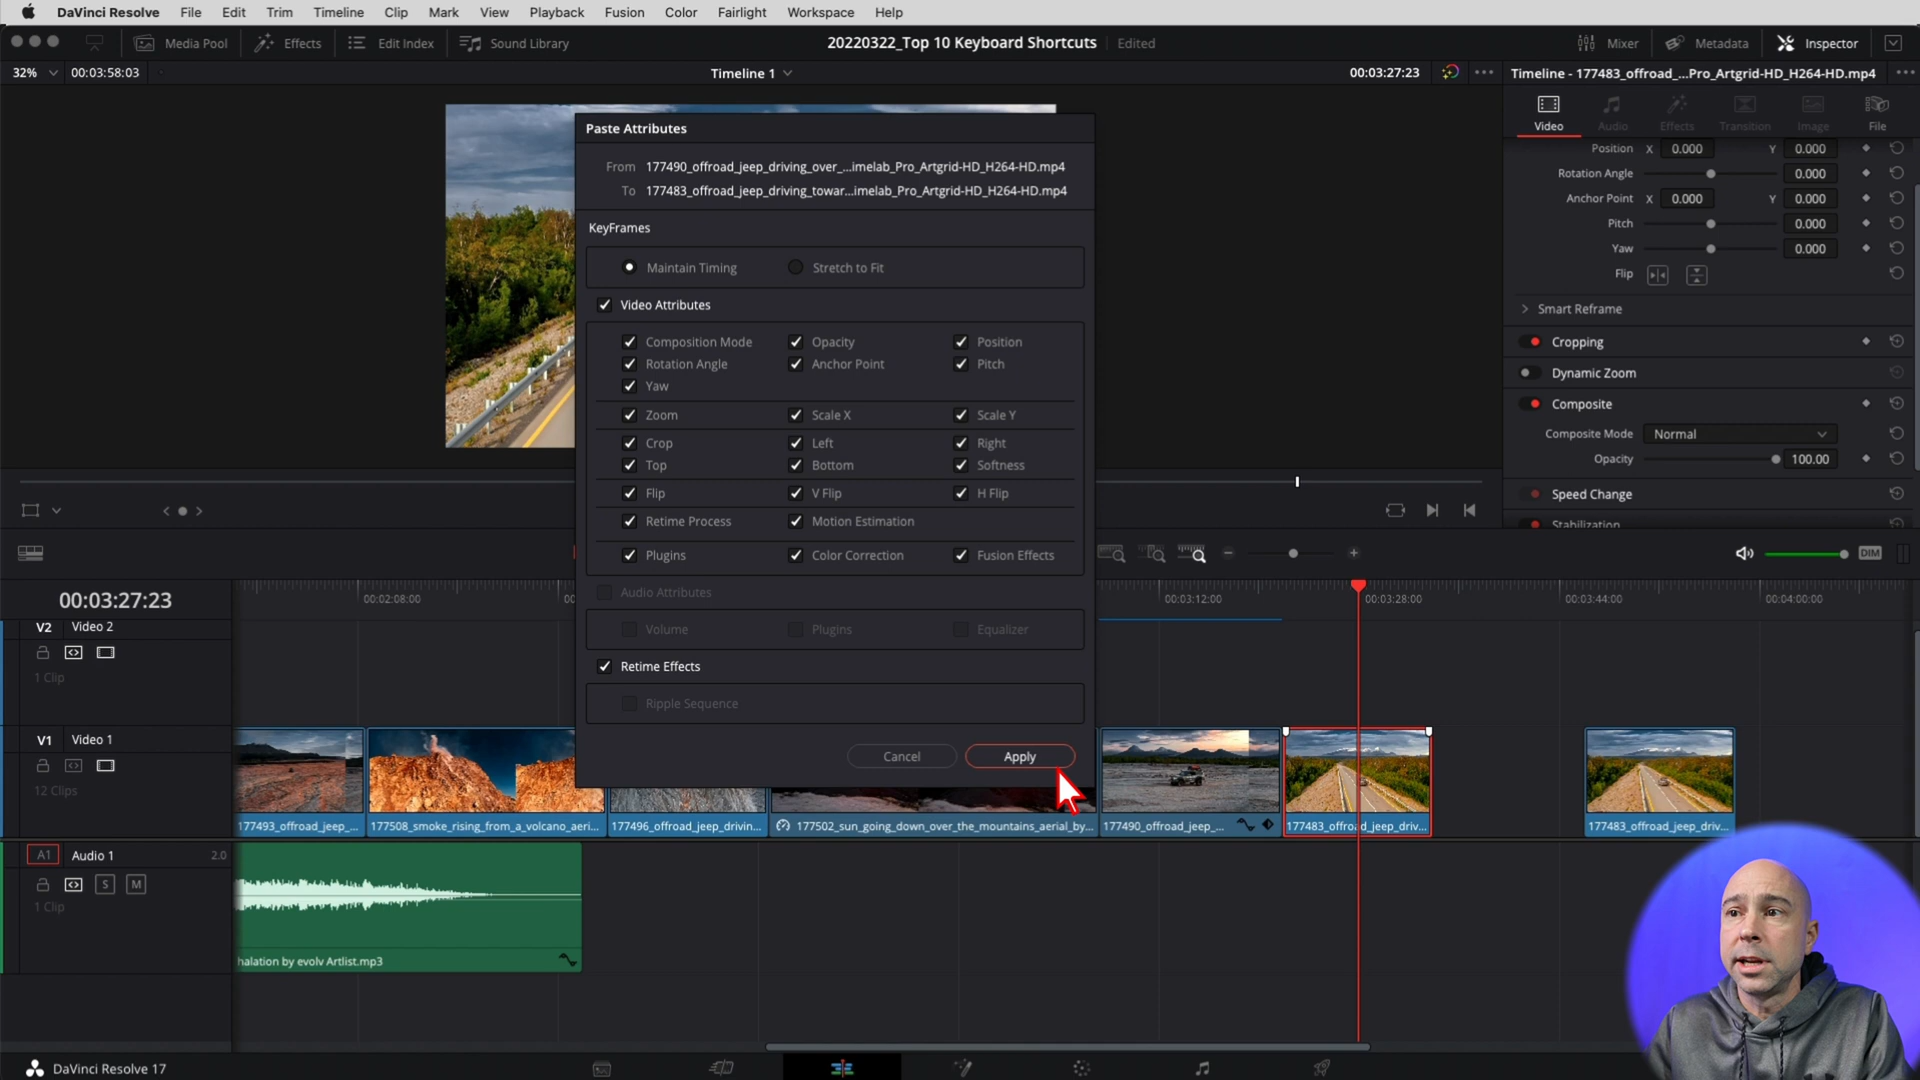 DaVinci Resolve File Edit Trim Timeline Clip Mark View Playback Fusion Color Fairlight Workspace Help
Media Pool Effects Edit Index Sound Library 20220322_Top 10 Keyboard Shortcuts Edited Mixer Metadata Inspector
32% 00:03:58:03 Timeline 1 00:03:27:23 Timeline - 177483_offroad_...Pro_Artgrid-HD_H264-HD.mp4
Video Audio Effects Transition Image File
Paste Attributes
From 177490_offroad_jeep_driving_over_...imelab_Pro_Artgrid-HD_H264-HD.mp4
To 177483_offroad_jeep_driving_towar...imelab_Pro_Artgrid-HD_H264-HD.mp4
KeyFrames
Maintain Timing Stretch to Fit
Video Attributes
Composition Mode Opacity Position
Rotation Angle Anchor Point Pitch
Yaw
Zoom Scale X Scale Y
Crop Left Right
Top Bottom Softness
Flip V Flip H Flip
Retime Process Motion Estimation
Plugins Color Correction Fusion Effects
Audio Attributes
Volume Plugins Equalizer
Retime Effects
Ripple Sequence
Cancel Apply
Position X 0.000 Y 0.000
Rotation Angle 0.000
Anchor Point X 0.000 Y 0.000
Pitch 0.000
Yaw 0.000
Flip
Smart Reframe
Cropping
Dynamic Zoom
Composite
Composite Mode Normal
Opacity 100.00
Speed Change
Stabilization
DIM
00:03:27:23 00:02:08:00 00:03:12:00 00:03:28:00 00:03:44:00 00:04:00:00
V2 Video 2
1 Clip
V1 Video 1
12 Clips
177493_offroad_jeep_... 177508_smoke_rising_from_a_volcano_aeri... 177496_offroad_jeep_drivin... 177502_sun_going_down_over_the_mountains_aerial_by... 177490_offroad_jeep_... 177483_offroad_jeep_driv... 177483_offroad_jeep_driv...
A1 Audio 1 2.0
S M
1 Clip
halation by evolv Artlist.mp3
DaVinci Resolve 17